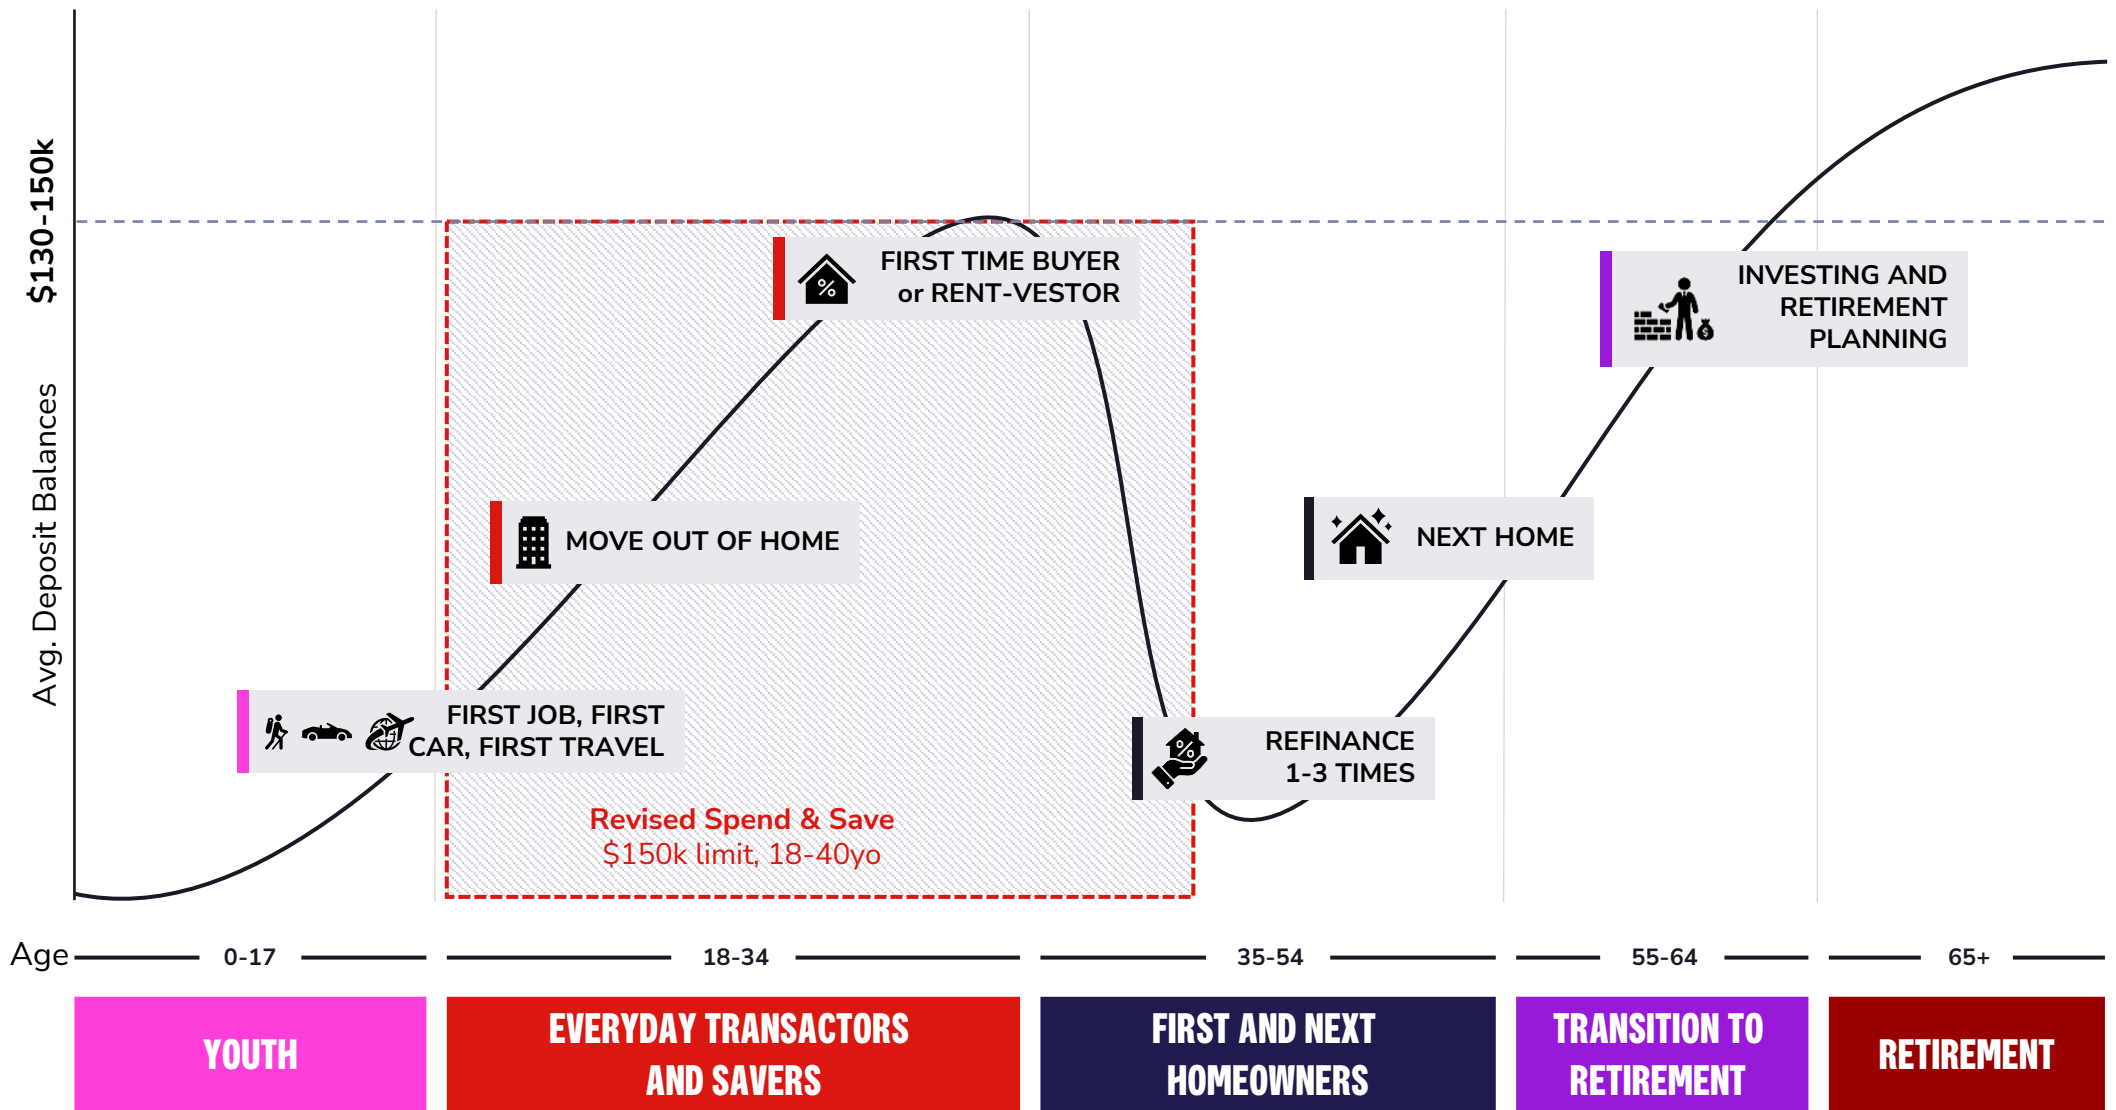 $130-150k
Avg. Deposit Balances
FIRST TIME BUYER
or RENT-VESTOR
INVESTING AND
RETIREMENT
PLANNING
MOVE OUT OF HOME
NEXT HOME
FIRST JOB, FIRST
CAR, FIRST TRAVEL
REFINANCE
1-3 TIMES
Revised Spend & Save
$150k limit, 18-40yo
Age
0-17
18-34
35-54
55-64
65+
YOUTH
EVERYDAY TRANSACTORS
AND SAVERS
FIRST AND NEXT
HOMEOWNERS
TRANSITION TO
RETIREMENT
RETIREMENT